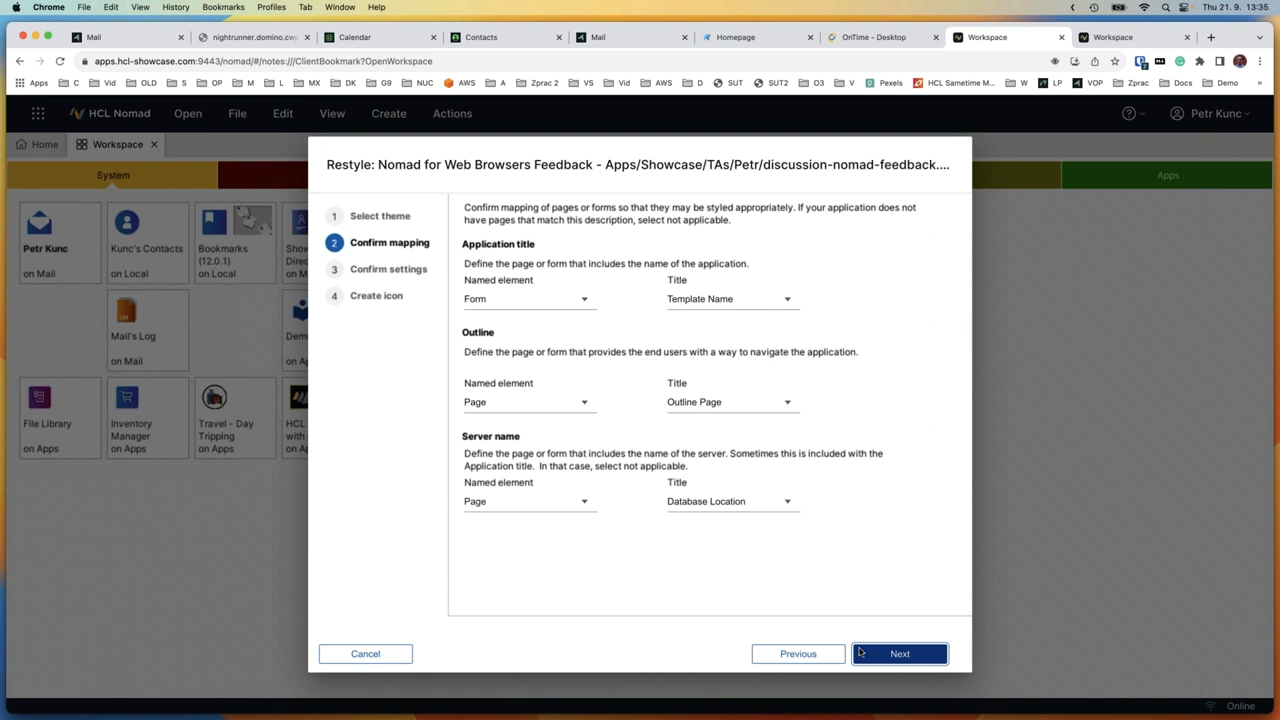 Chrome File Edit View History Bookmarks Profiles Tab Window Help Thu 21. 9. 13:35
Mail nightrunner.domino.cwp Calendar Contacts Mail Homepage OnTime - Desktop Workspace Workspace
apps.hcl-showcase.com:9443/nomad/#/notes:///ClientBookmark?OpenWorkspace
Apps C Vid OLD S OP M L MX DK G9 NUC AWS A Zprac 2 VS Vid AWS D SUT SUT2 O3 V Pexels HCL Sametime M... W LP VOP Zprac Docs Demo »
HCL Nomad Open File Edit View Create Actions Petr Kunc
Home Workspace
System Apps
Restyle: Nomad for Web Browsers Feedback - Apps/Showcase/TAs/Petr/discussion-nomad-feedback....
1 Select theme
2 Confirm mapping
3 Confirm settings
4 Create icon
Confirm mapping of pages or forms so that they may be styled appropriately. If your application does not
have pages that match this description, select not applicable.
Application title
Define the page or form that includes the name of the application.
Named element Title
Form Template Name
Outline
Define the page or form that provides the end users with a way to navigate the application.
Named element Title
Page Outline Page
Server name
Define the page or form that includes the name of the server. Sometimes this is included with the
Application title. In that case, select not applicable.
Named element Title
Page Database Location
Cancel Previous Next
Petr Kunc
on Mail
Kunc's Contacts
on Local
Bookmarks
(12.0.1)
on Local
Mail's Log
on Mail
File Library
on Apps
Inventory
Manager
on Apps
Travel - Day
Tripping
on Apps
HCL
Online